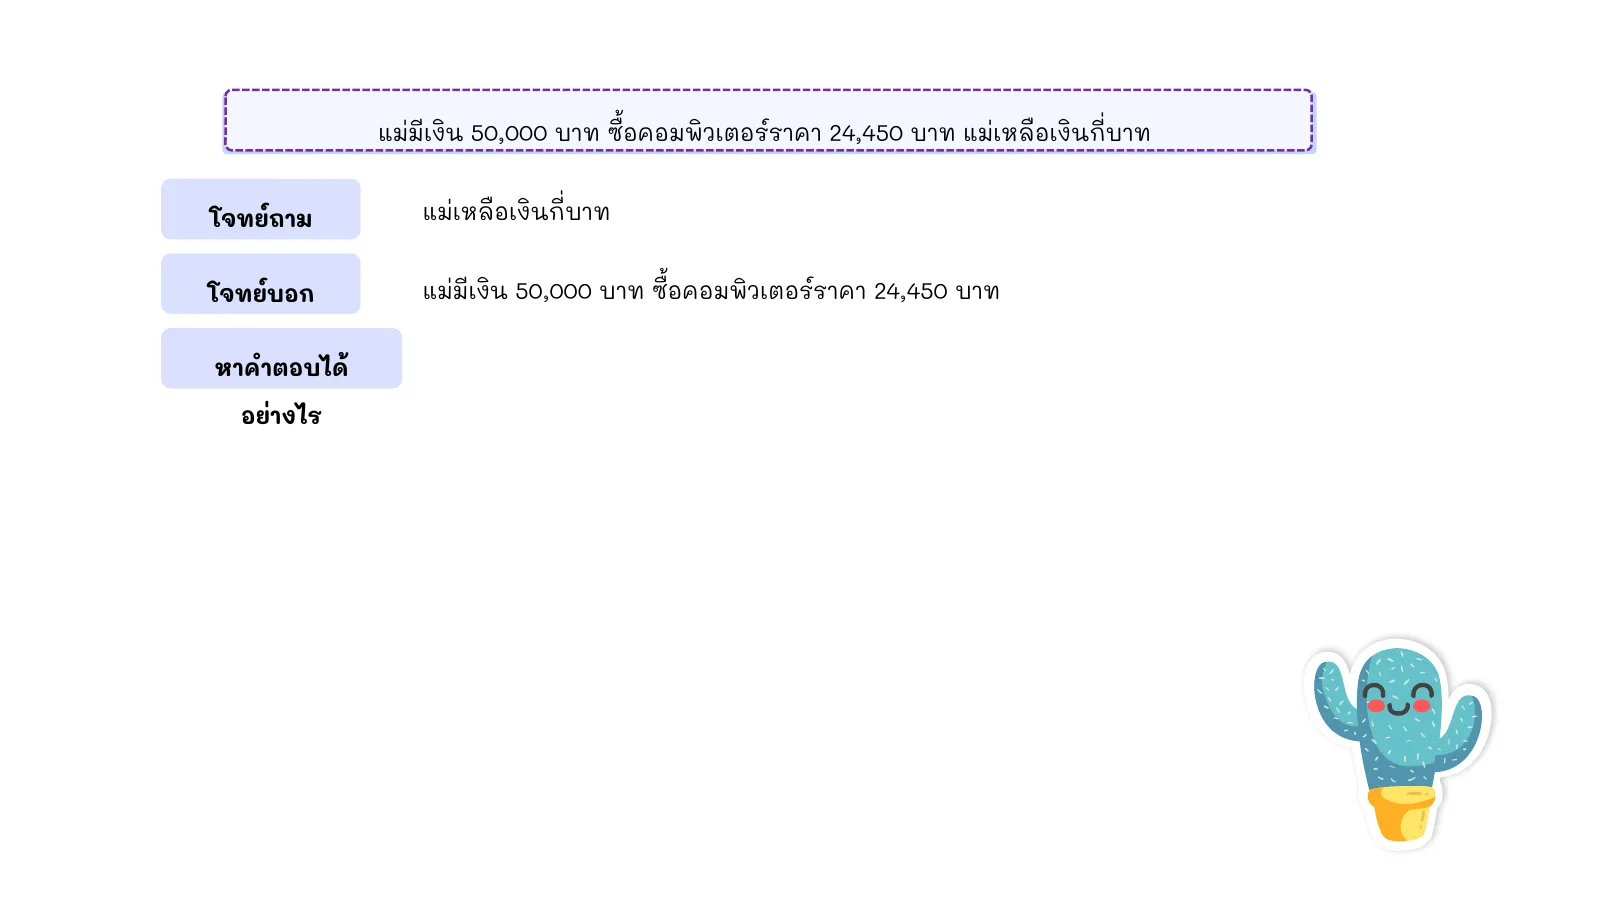 แม่มีเงิน 50,000 บาท ซื้อคอมพิวเตอร์ราคา 24,450 บาท แม่เหลือเงินกี่บาท
โจทย์ถาม
แม่เหลือเงินกี่บาท
โจทย์บอก
แม่มีเงิน 50,000 บาท ซื้อคอมพิวเตอร์ราคา 24,450 บาท
หาคำตอบได้
อย่างไร